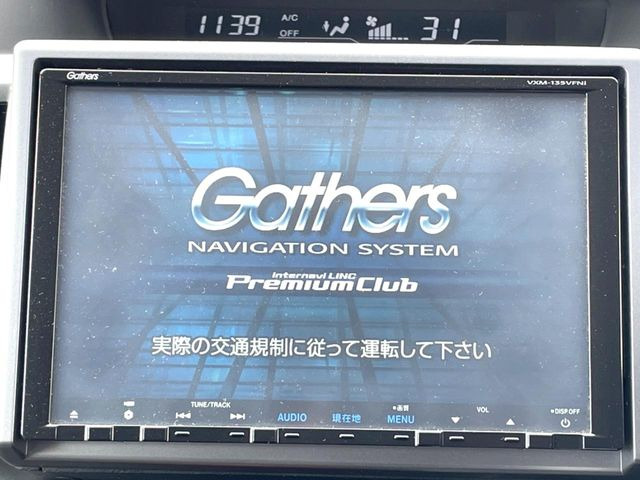 1139 A/C OFF 31
Gathers VXM-135VFNI
Gathers
NAVIGATION SYSTEM
internavi LINC
Premium Club
実際の交通規制に従って運転して下さい
TUNE/TRACK AUDIO 現在地 画質 MENU VOL DISP.OFF